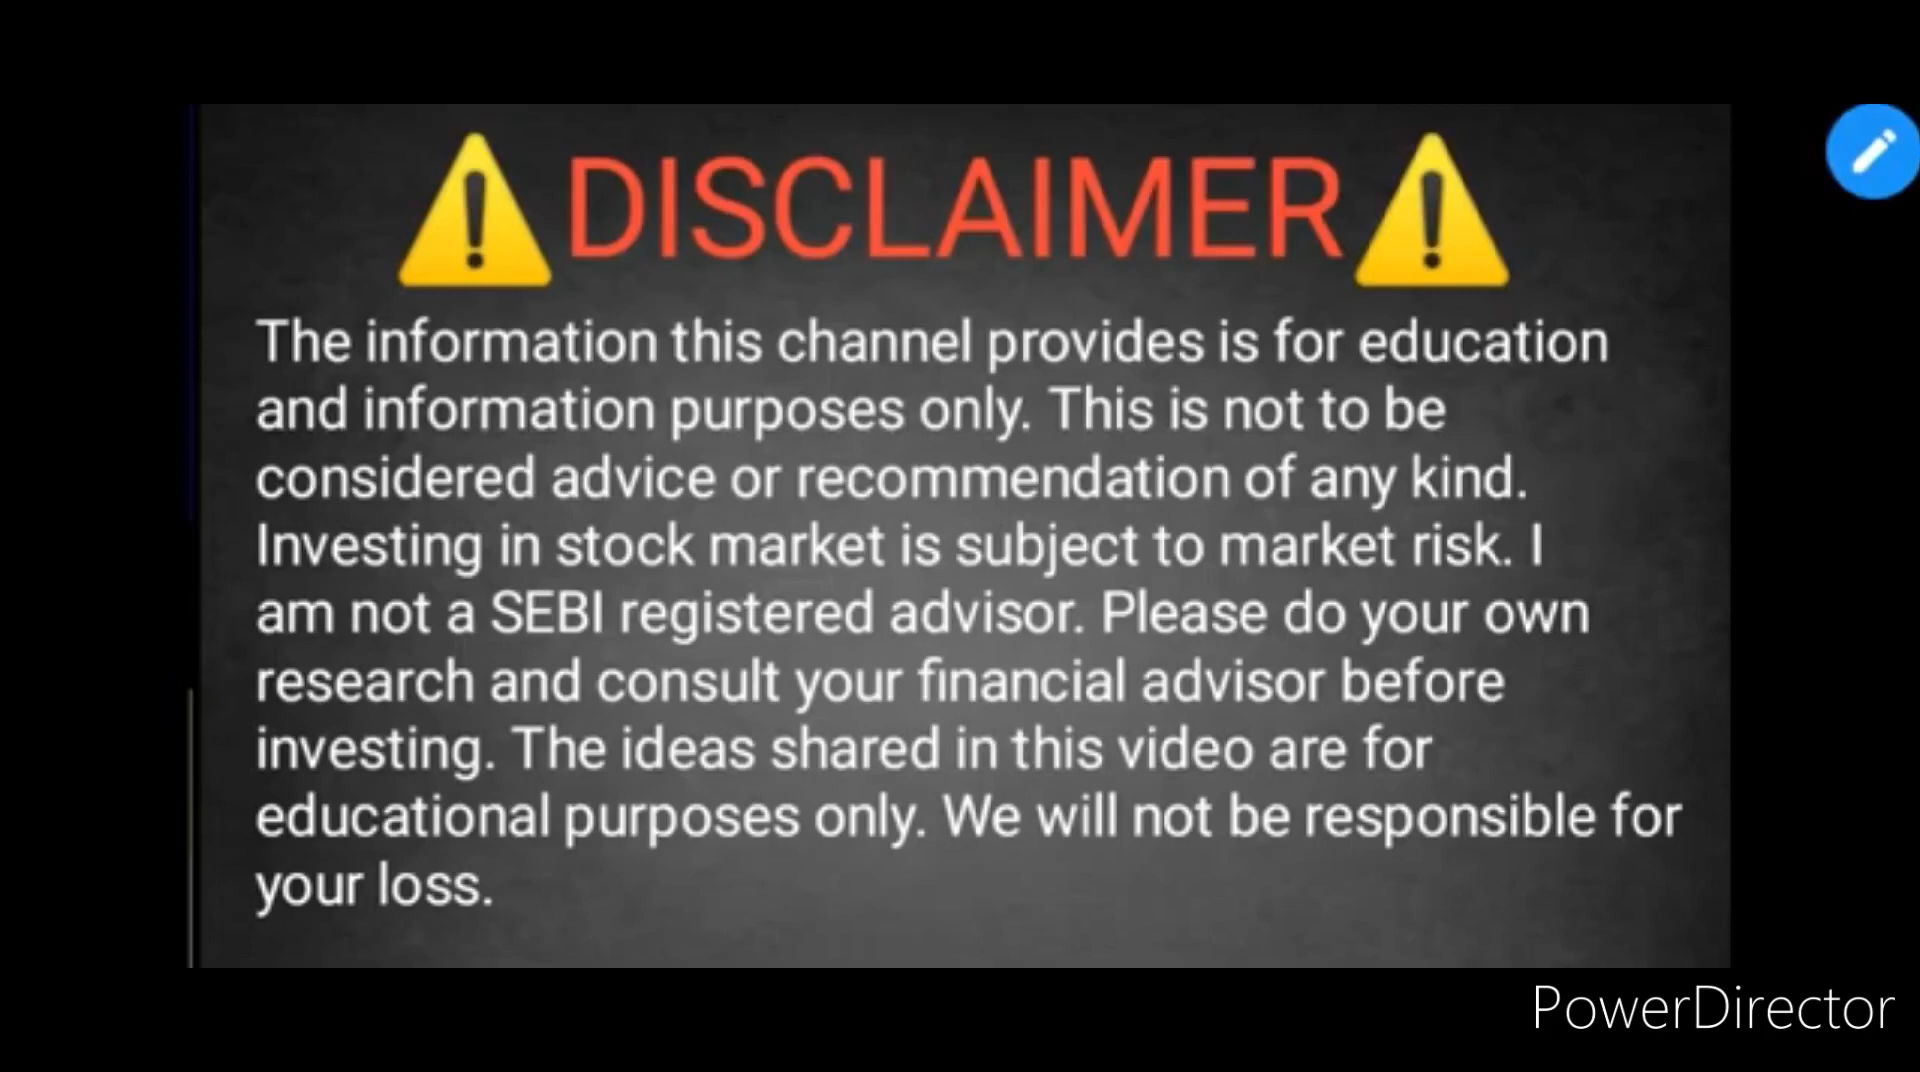 ⚠DISCLAIMER⚠
The information this channel provides is for education
and information purposes only. This is not to be
considered advice or recommendation of any kind.
Investing in stock market is subject to market risk. I
am not a SEBI registered advisor. Please do your own
research and consult your financial advisor before
investing. The ideas shared in this video are for
educational purposes only. We will not be responsible for
your loss.
PowerDirector